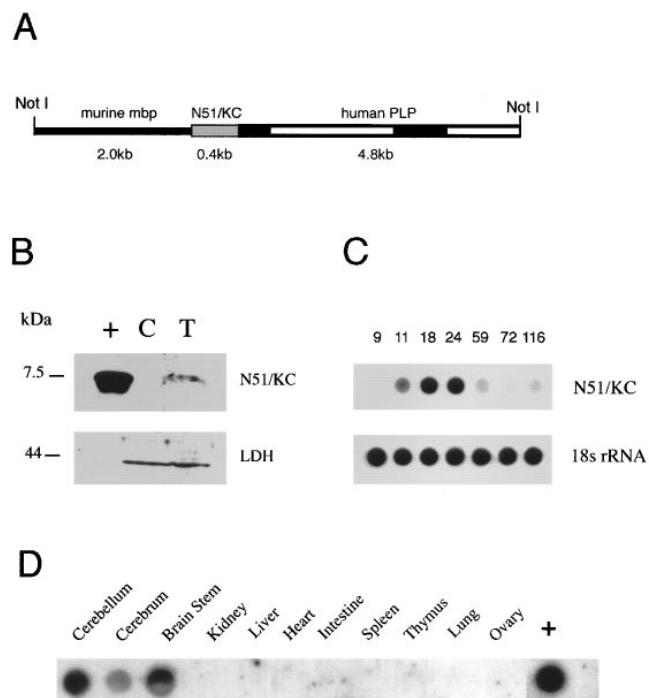 A
Not I murine mbp N51/KC human PLP Not I
2.0kb 0.4kb 4.8kb
B
kDa + C T
7.5 N51/KC
44 LDH
C
9 11 18 24 59 72 116
N51/KC
18s rRNA
D
Cerebellum Cerebrum Brain Stem Kidney Liver Heart Intestine Spleen Thymus Lung Ovary +